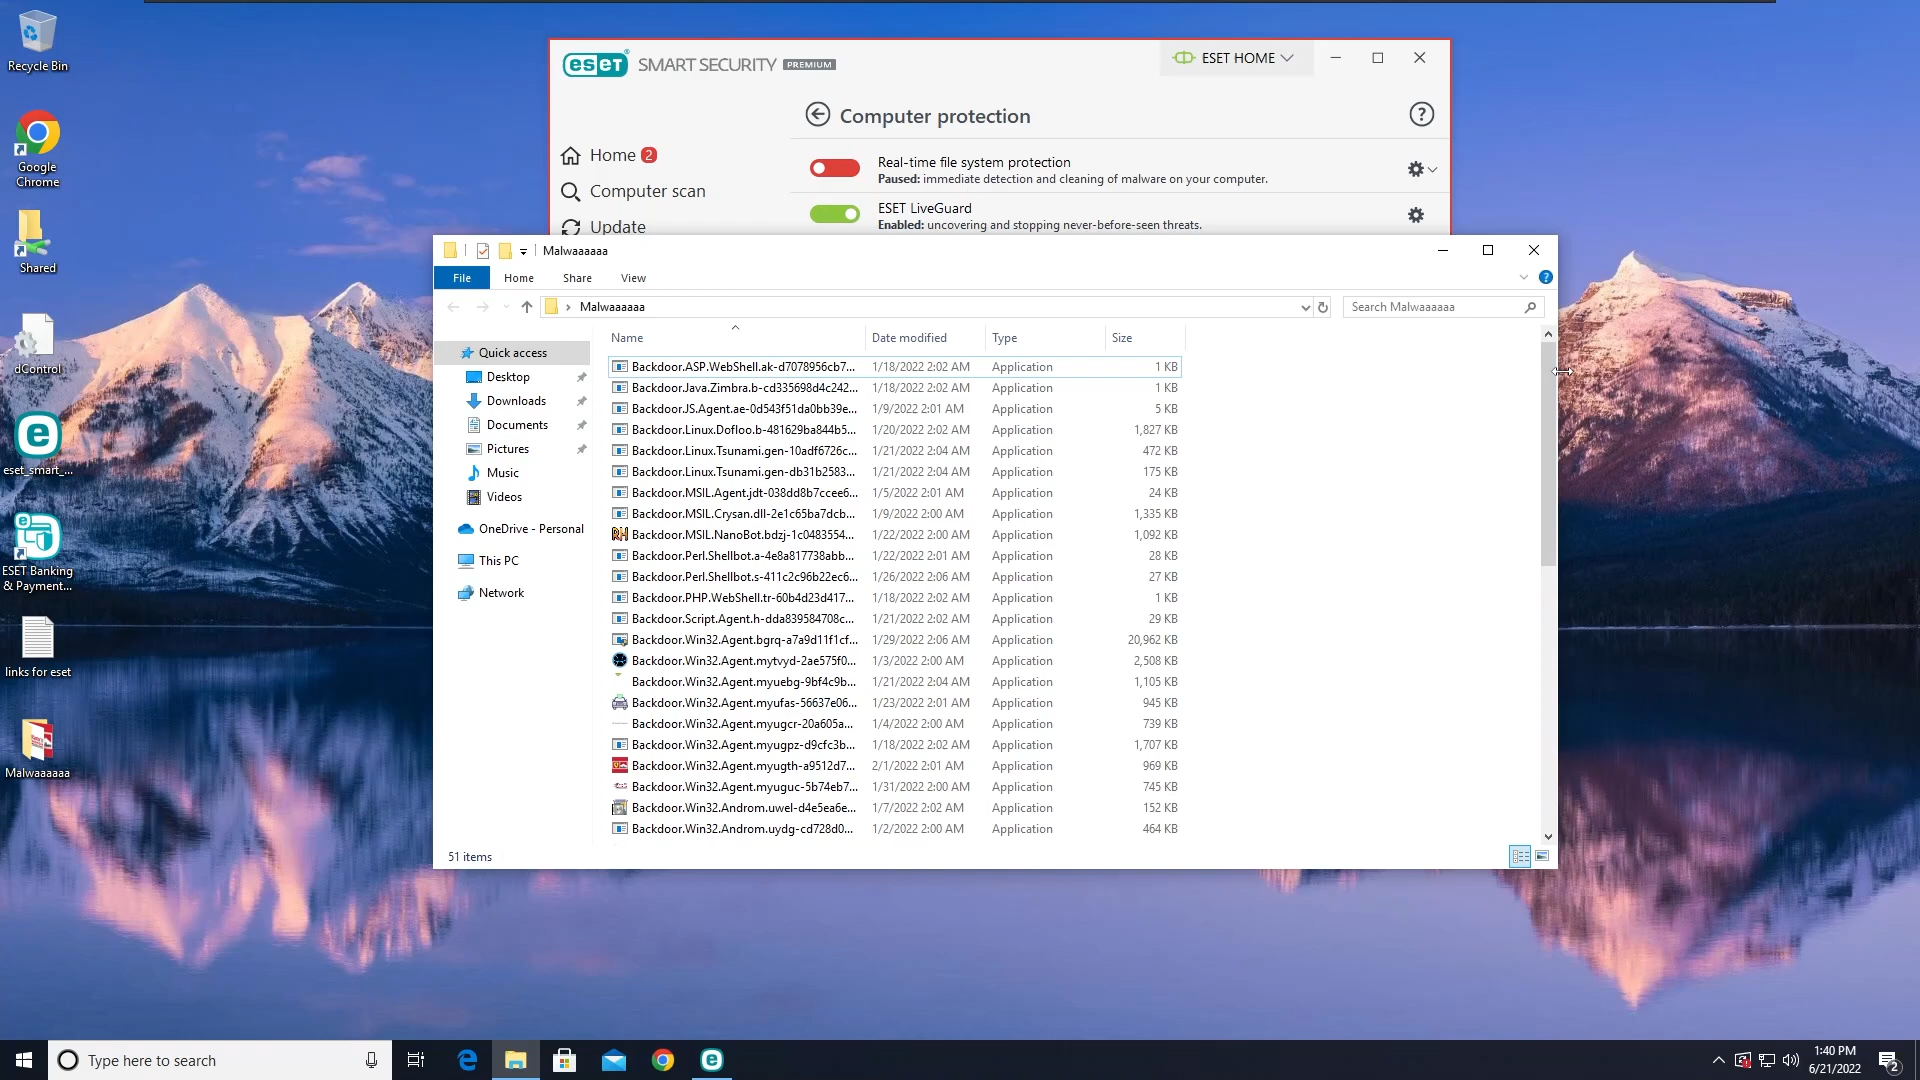 Recycle Bin
Google
Chrome
Shared
dControl
eset_smart_...
ESET Banking
& Payment...
links for eset
Malwaaaaaa
eset SMART SECURITY PREMIUM
ESET HOME
Computer protection
?
Home 2
Computer scan
Update
Real-time file system protection
Paused: immediate detection and cleaning of malware on your computer.
ESET LiveGuard
Enabled: uncovering and stopping never-before-seen threats.
Malwaaaaaa
File Home Share View
Malwaaaaaa
Search Malwaaaaaa
Quick access
Desktop
Downloads
Documents
Pictures
Music
Videos
OneDrive - Personal
This PC
Network
Name Date modified Type Size
Backdoor.ASP.WebShell.ak-d7078956cb7... 1/18/2022 2:02 AM Application 1 KB
Backdoor.Java.Zimbra.b-cd335698d4c242... 1/18/2022 2:02 AM Application 1 KB
Backdoor.JS.Agent.ae-0d543f51da0bb39e... 1/9/2022 2:01 AM Application 5 KB
Backdoor.Linux.Dofloo.b-481629ba844b5... 1/20/2022 2:02 AM Application 1,827 KB
Backdoor.Linux.Tsunami.gen-10adf6726c... 1/21/2022 2:04 AM Application 472 KB
Backdoor.Linux.Tsunami.gen-db31b2583... 1/21/2022 2:04 AM Application 175 KB
Backdoor.MSIL.Agent.jdt-038dd8b7ccee6... 1/5/2022 2:01 AM Application 24 KB
Backdoor.MSIL.Crysan.dll-2e1c65ba7dcb... 1/9/2022 2:00 AM Application 1,335 KB
Backdoor.MSIL.NanoBot.bdzj-1c0483554... 1/22/2022 2:00 AM Application 1,092 KB
Backdoor.Perl.Shellbot.a-4e8a817738abb... 1/22/2022 2:01 AM Application 28 KB
Backdoor.Perl.Shellbot.s-411c2c96b22ec6... 1/26/2022 2:06 AM Application 27 KB
Backdoor.PHP.WebShell.tr-60b4d23d417... 1/18/2022 2:02 AM Application 1 KB
Backdoor.Script.Agent.h-dda839584708c... 1/21/2022 2:02 AM Application 29 KB
Backdoor.Win32.Agent.bgrq-a7a9d11f1cf... 1/29/2022 2:06 AM Application 20,962 KB
Backdoor.Win32.Agent.mytvyd-2ae575f0... 1/3/2022 2:00 AM Application 2,508 KB
Backdoor.Win32.Agent.myuebg-9bf4c9b... 1/21/2022 2:04 AM Application 1,105 KB
Backdoor.Win32.Agent.myufas-56637e06... 1/23/2022 2:01 AM Application 945 KB
Backdoor.Win32.Agent.myugcr-20a605a... 1/4/2022 2:00 AM Application 739 KB
Backdoor.Win32.Agent.myugpz-d9cfc3b... 1/18/2022 2:02 AM Application 1,707 KB
Backdoor.Win32.Agent.myugth-a9512d7... 2/1/2022 2:01 AM Application 969 KB
Backdoor.Win32.Agent.myuguc-5b74eb7... 1/31/2022 2:00 AM Application 745 KB
Backdoor.Win32.Androm.uwel-d4e5ea6e... 1/7/2022 2:02 AM Application 152 KB
Backdoor.Win32.Androm.uydg-cd728d0... 1/2/2022 2:00 AM Application 464 KB
51 items
Type here to search
1:40 PM
6/21/2022
2